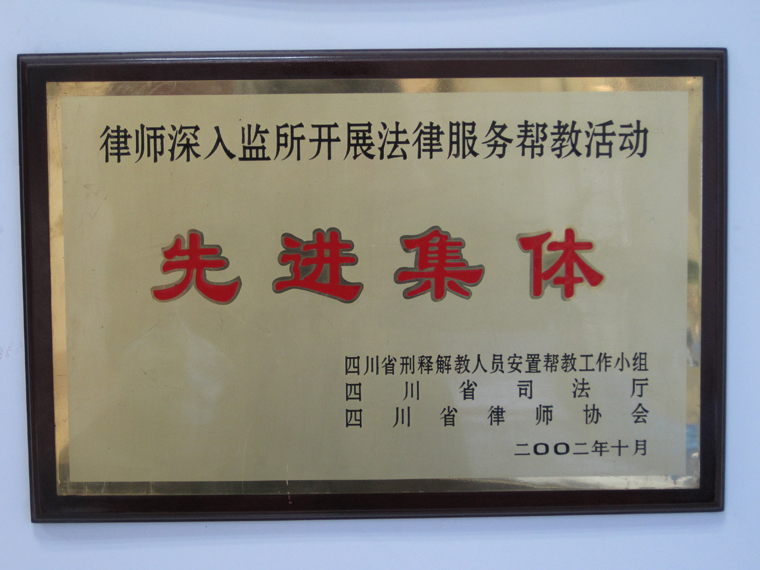 律师深入监所开展法律服务帮教活动
先进集体
四川省刑释解教人员安置帮教工作小组
四川省司法厅
四川省律师协会
二〇〇二年十月